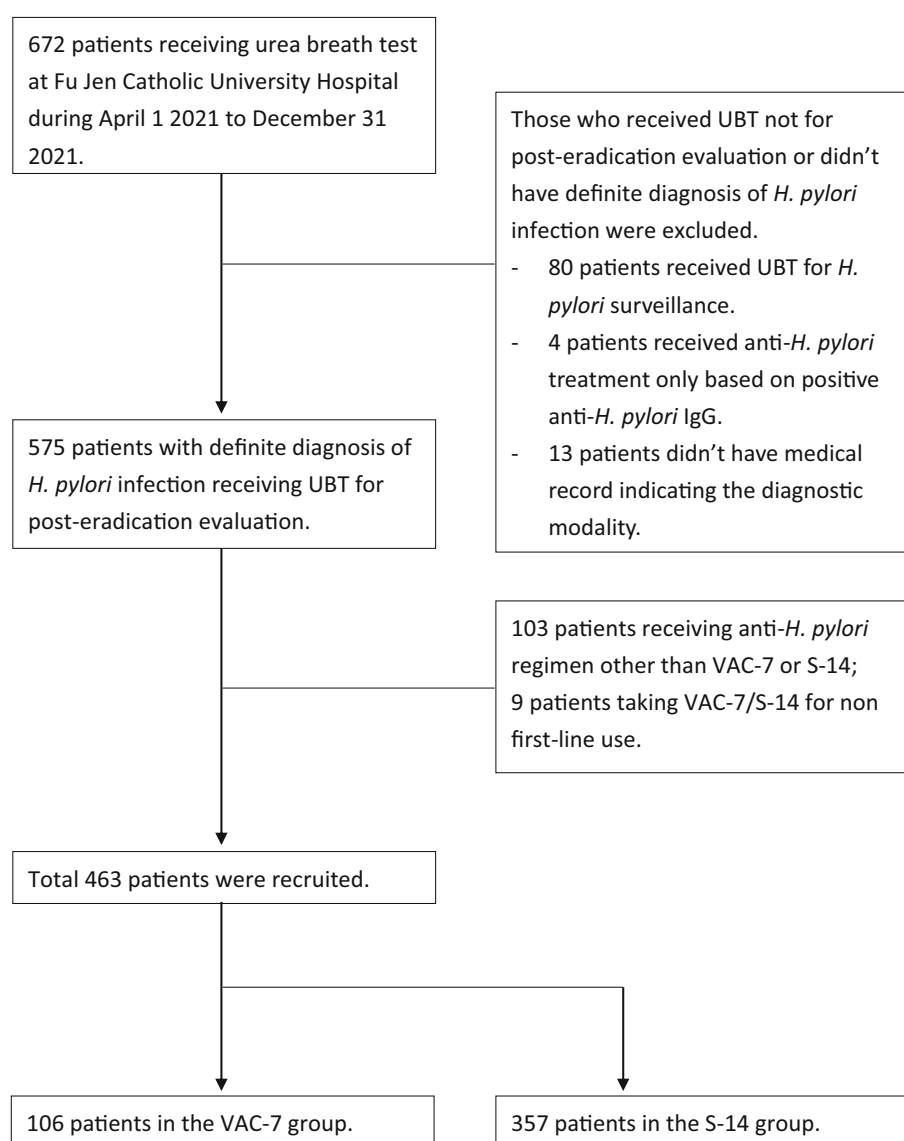 672 patients receiving urea breath test
at Fu Jen Catholic University Hospital
during April 1 2021 to December 31
2021.
Those who received UBT not for
post-eradication evaluation or didn't
have definite diagnosis of H. pylori
infection were excluded.
- 80 patients received UBT for H.
pylori surveillance.
- 4 patients received anti-H. pylori
treatment only based on positive
anti-H. pylori IgG.
- 13 patients didn't have medical
record indicating the diagnostic
modality.
575 patients with definite diagnosis of
H. pylori infection receiving UBT for
post-eradication evaluation.
103 patients receiving anti-H. pylori
regimen other than VAC-7 or S-14;
9 patients taking VAC-7/S-14 for non
first-line use.
Total 463 patients were recruited.
106 patients in the VAC-7 group.
357 patients in the S-14 group.